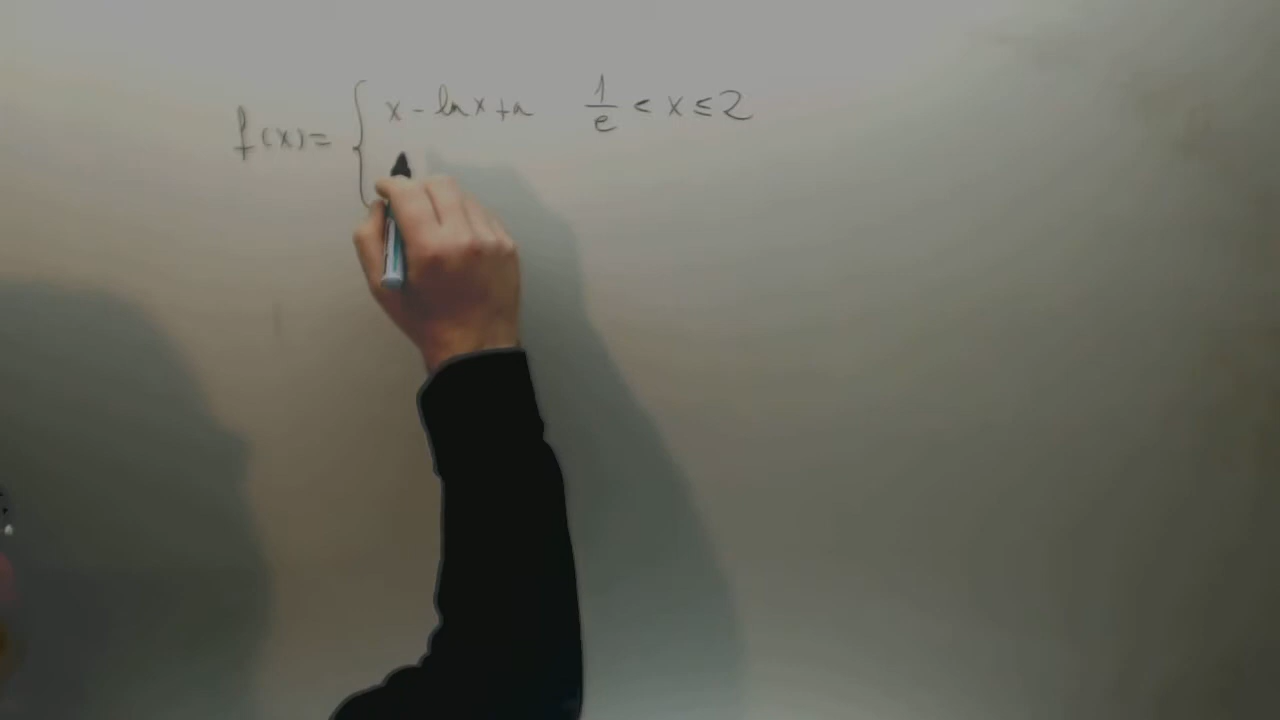 f(x) = { x - ln x + a   1/e < x ≤ 2